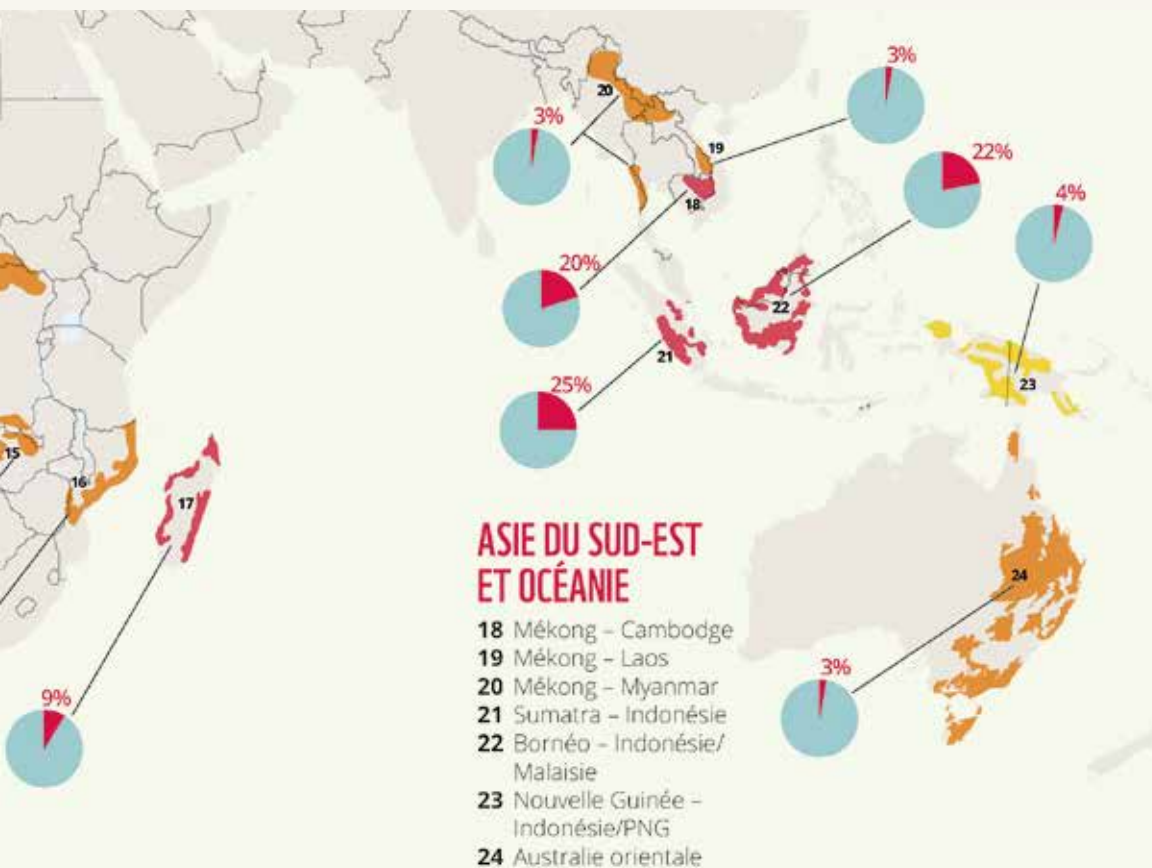 3%
20
3%
19
22%
18
4%
20%
22
21
23
25%
15
16
17
24
ASIE DU SUD-EST
ET OCÉANIE
18 Mékong – Cambodge
19 Mékong – Laos
20 Mékong – Myanmar
21 Sumatra – Indonésie
22 Bornéo – Indonésie/
Malaisie
23 Nouvelle Guinée –
Indonésie/PNG
24 Australie orientale
3%
9%